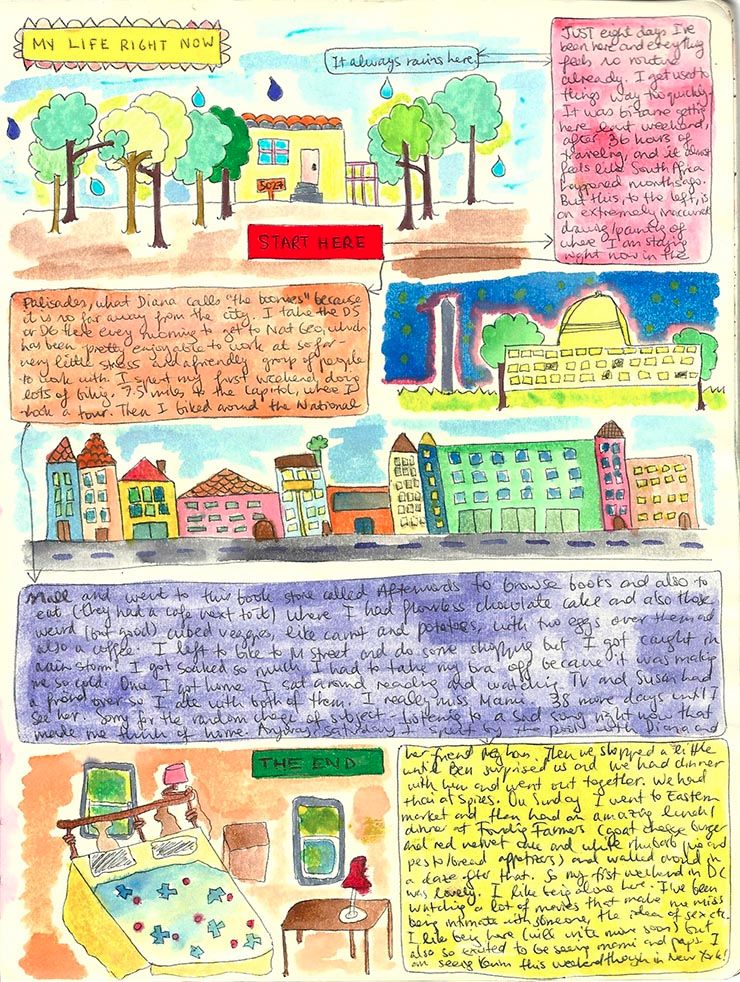 MY LIFE RIGHT NOW
It always rains here!
JUST eight days I've
been here and everything
feels so routine
already. I get used to
things way too quickly
It was bizarre getting
here last weekend,
after 36 hours of
traveling, and it almost
feels like South Africa
happened months ago.
But this, to the left, is
an extremely inaccurate
drawing/painting of
where I am staying
right now in the
5027
START HERE
Palisades, what Diana calls "the boonies" because
it is so far away from the city. I take the D5
or D6 there every morning to get to Nat Geo, which
has been pretty enjoyable to work at so far-
very little stress and a friendly group of people
to work with. I spent my first weekend doing
lots of biking. 7.5 miles to the Capitol, where I
took a tour. Then I biked around the National
Mall and went to this book store called Afterwords to browse books and also to
eat (they had a cafe next to it) where I had flowless chocolate cake and also these
weird (but good) cubed veggies, like carrot and potatoes, with two eggs over them and
also a coffee. I left to bike to M Street and do some shopping but I got caught in
rain storm! I got soaked so much I had to take my bra off because it was making
me so cold. Once I got home I sat around reading and watching TV and Susan had
a friend over so I ate with both of them. I really miss Mami. 38 more days until I
see her. Sorry for the random change of subject - listening to a sad song right now that
made me think of home. Anyway, Saturday I spent by the pool with Diana and
her friend Meghan. Then we shopped a little
until Ben surprised us and we had dinner
with him and went out together. We had
thai at Spices. On Sunday I went to Eastern
market and then had an amazing lunch/
dinner at Founding Farmers (goat cheese burger
and red velvet cake and white rhubarb and
pesto/bread appetizers) and walked around in
a daze after that. So my first weekend in DC
was lovely. I like being alone here. I've been
watching a lot of movies that make me miss
being intimate with someone, the idea of sex etc.
I like being here (will write more soon) but
also so excited to be seeing mami and papi. I
am seeing this weekend though in New York!
THE END